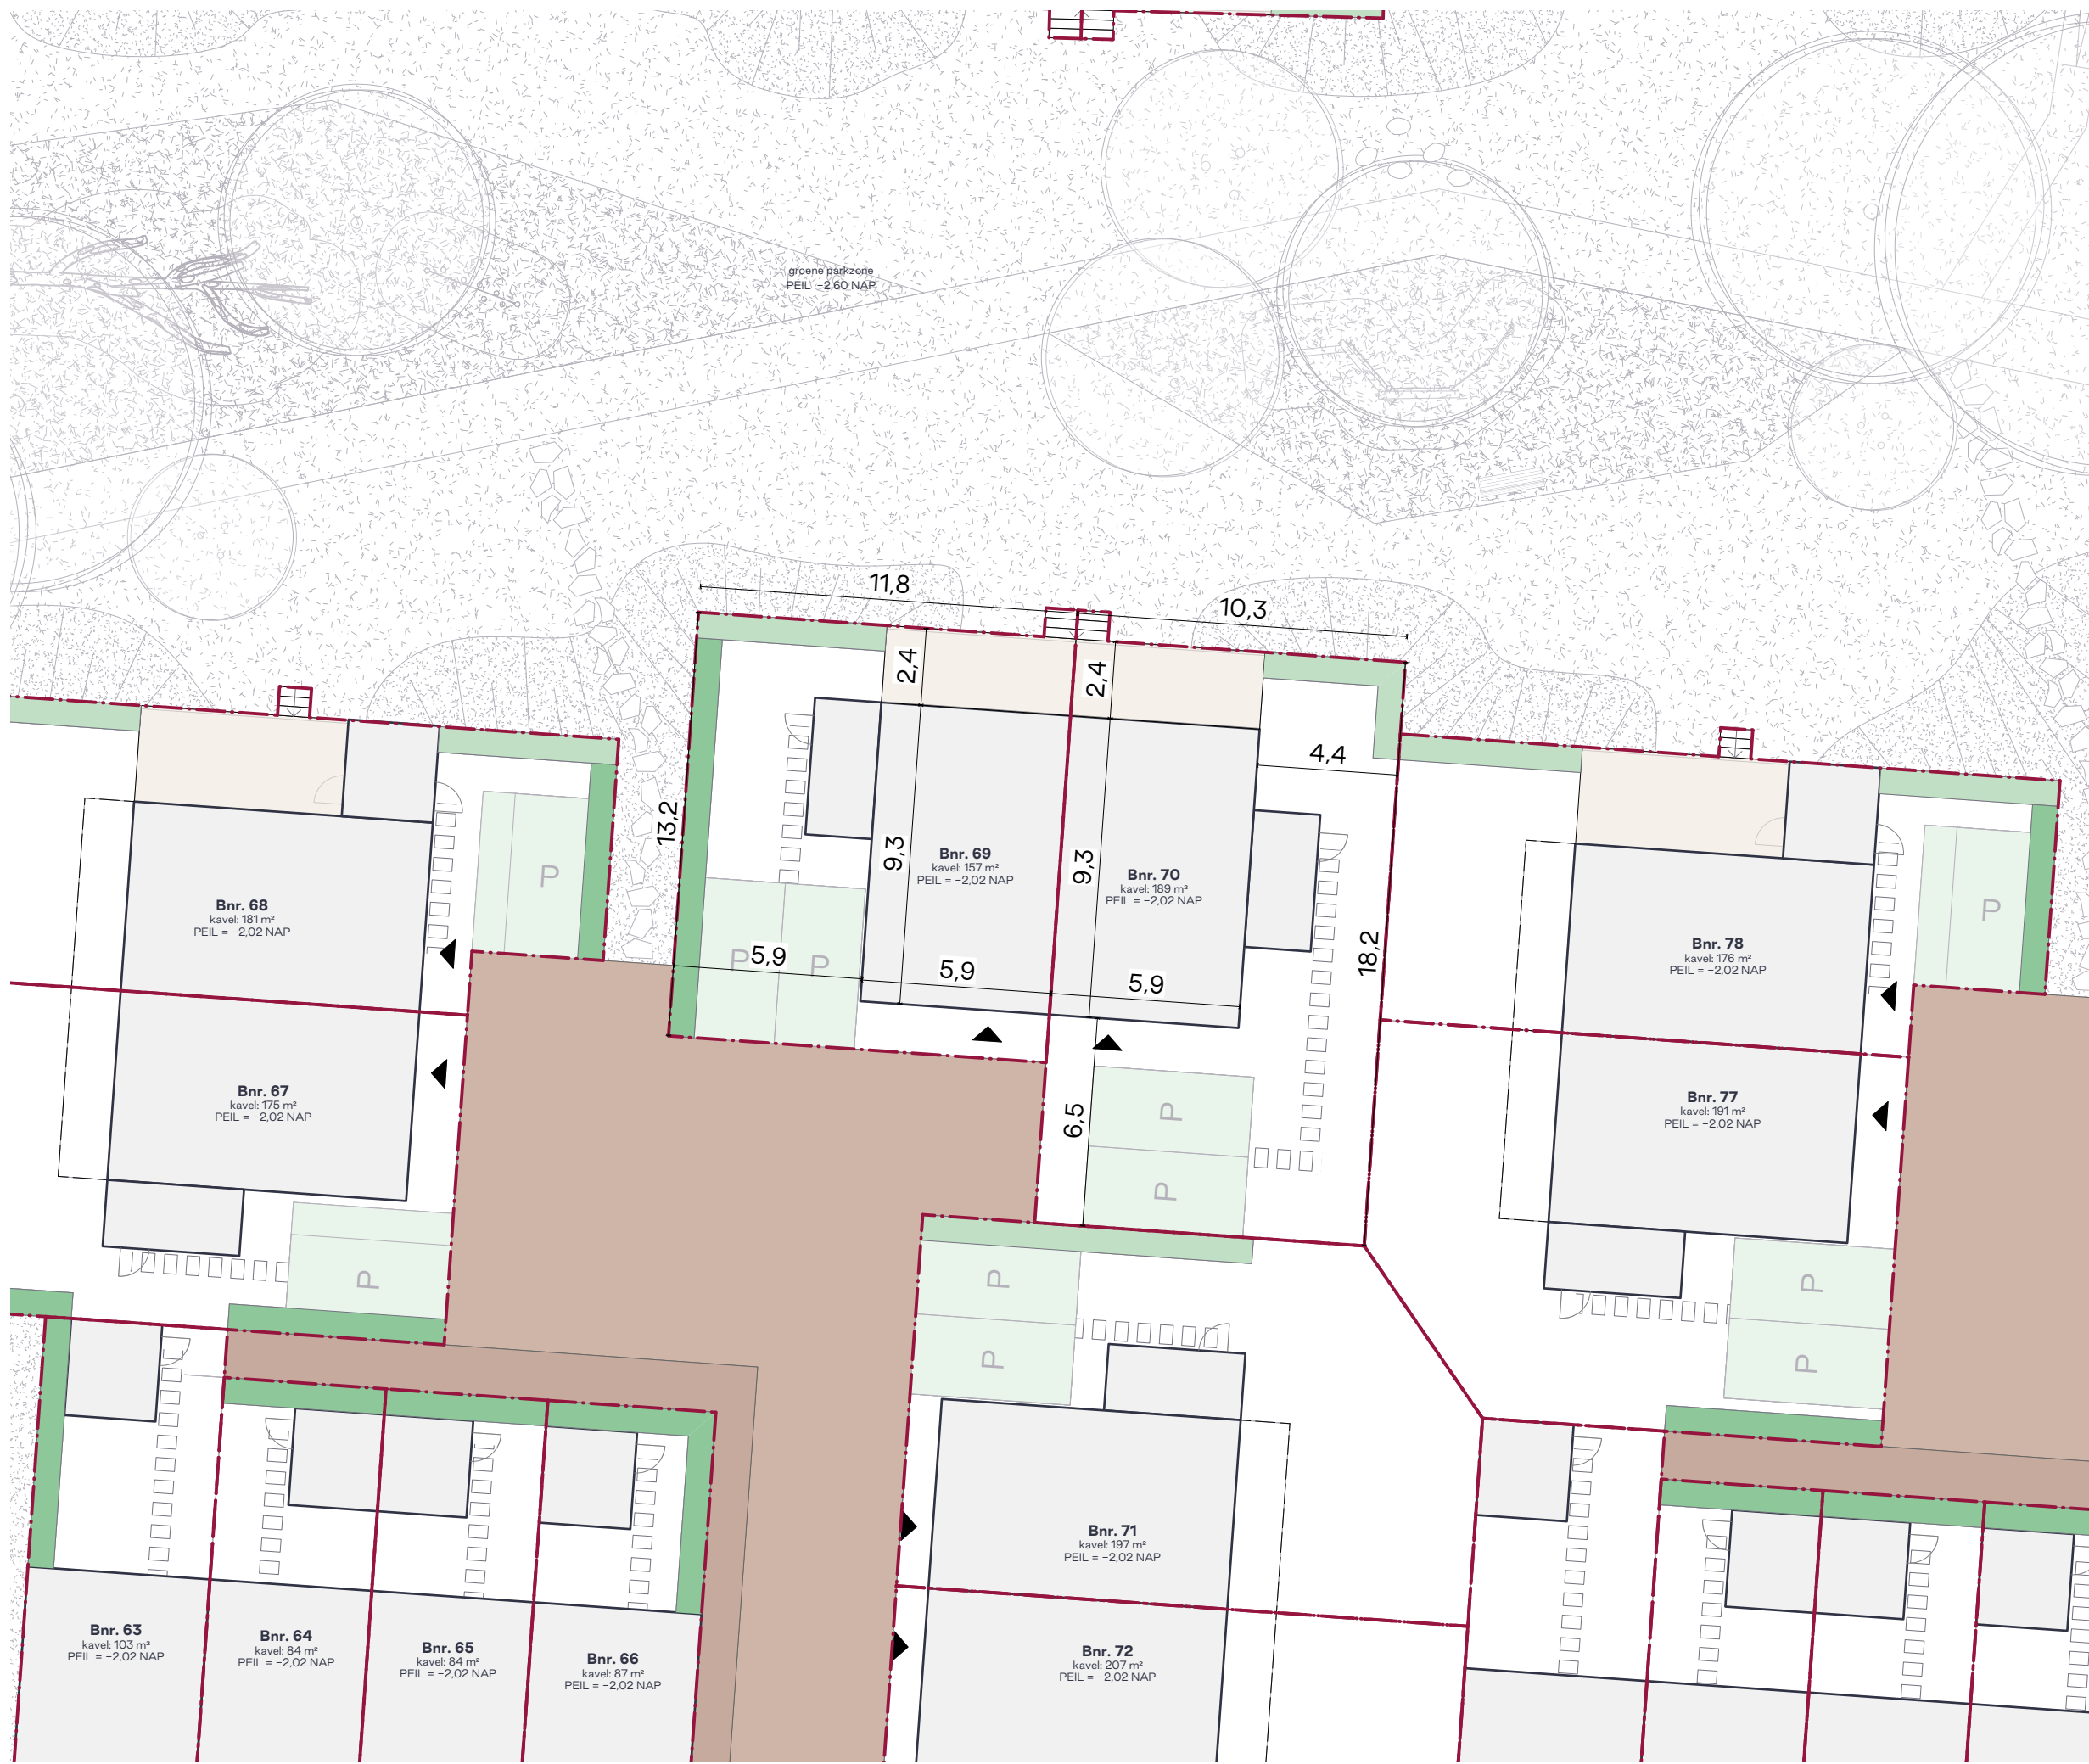 groene parkzone
PEIL -2,60 NAP
11,8
10,3
2,4
2,4
4,4
13,2
9,3
9,3
Bnr. 69
kavel: 157 m²
PEIL = -2,02 NAP
Bnr. 70
kavel: 189 m²
PEIL = -2,02 NAP
P
Bnr. 68
kavel: 181 m²
PEIL = -2,02 NAP
P
Bnr. 78
kavel: 176 m²
PEIL = -2,02 NAP
P
P
5,9
5,9
5,9
18,2
Bnr. 67
kavel: 175 m²
PEIL = -2,02 NAP
6,5
P
P
Bnr. 77
kavel: 191 m²
PEIL = -2,02 NAP
P
P
P
P
P
Bnr. 71
kavel: 197 m²
PEIL = -2,02 NAP
Bnr. 63
kavel: 103 m²
PEIL = -2,02 NAP
Bnr. 64
kavel: 84 m²
PEIL = -2,02 NAP
Bnr. 65
kavel: 84 m²
PEIL = -2,02 NAP
Bnr. 66
kavel: 87 m²
PEIL = -2,02 NAP
Bnr. 72
kavel: 207 m²
PEIL = -2,02 NAP